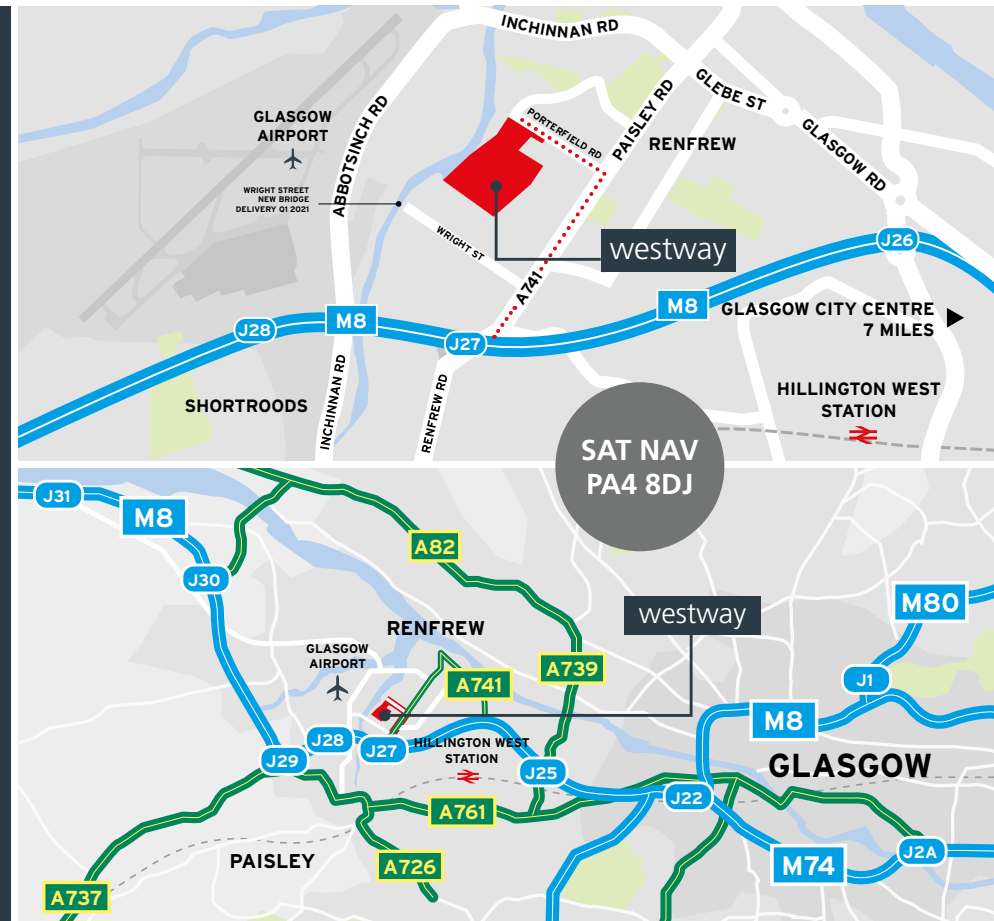 INCHINNAN RD
GLEBE ST
GLASGOW
AIRPORT
ABBOTSINCH RD
PORTERFIELD RD
PAISLEY RD
RENFREW
GLASGOW RD
WRIGHT STREET
NEW BRIDGE
DELIVERY Q1 2021
WRIGHT ST
westway
A741
J26
M8
GLASGOW CITY CENTRE
7 MILES
J28
M8
J27
INCHINNAN RD
RENFREW RD
SHORTROODS
HILLINGTON WEST
STATION
SAT NAV
PA4 8DJ
J31
M8
A82
J30
M80
westway
RENFREW
GLASGOW
AIRPORT
A739
A741
J1
M8
J28
J27
HILLINGTON WEST
STATION
J29
J25
GLASGOW
J22
A761
PAISLEY
A726
M74
J2A
A737